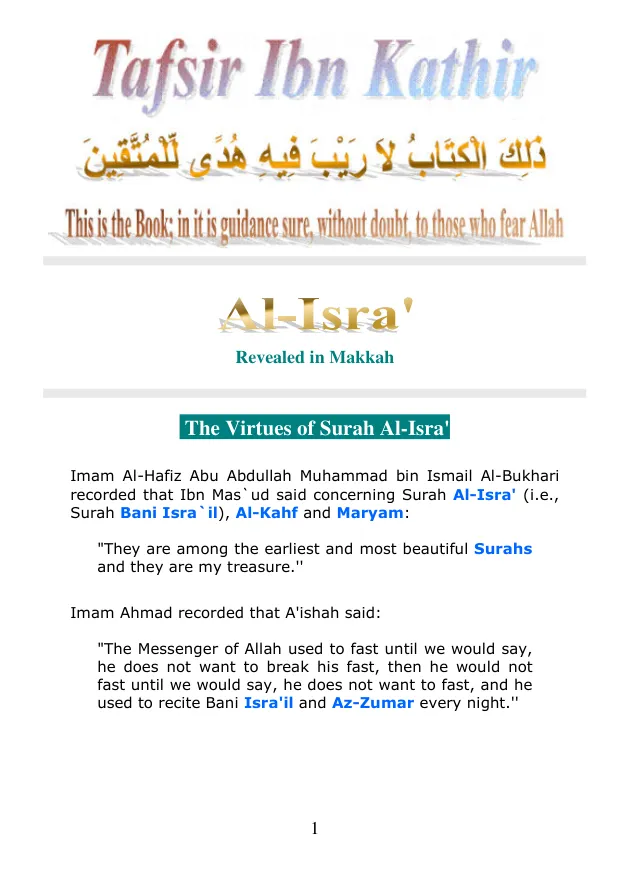 Tafsir Ibn Kathir
ذَلِكَ الْكِتَابُ لاَ رَيْبَ فِيهِ هُدًى لِّلْمُتَّقِينَ
This is the Book; in it is guidance sure, without doubt, to those who fear Allah
Al-Isra'
Revealed in Makkah
The Virtues of Surah Al-Isra'
Imam Al-Hafiz Abu Abdullah Muhammad bin Ismail Al-Bukhari
recorded that Ibn Mas`ud said concerning Surah Al-Isra' (i.e.,
Surah Bani Isra`il), Al-Kahf and Maryam:
"They are among the earliest and most beautiful Surahs
and they are my treasure.''
Imam Ahmad recorded that A'ishah said:
"The Messenger of Allah used to fast until we would say,
he does not want to break his fast, then he would not
fast until we would say, he does not want to fast, and he
used to recite Bani Isra'il and Az-Zumar every night.''
1